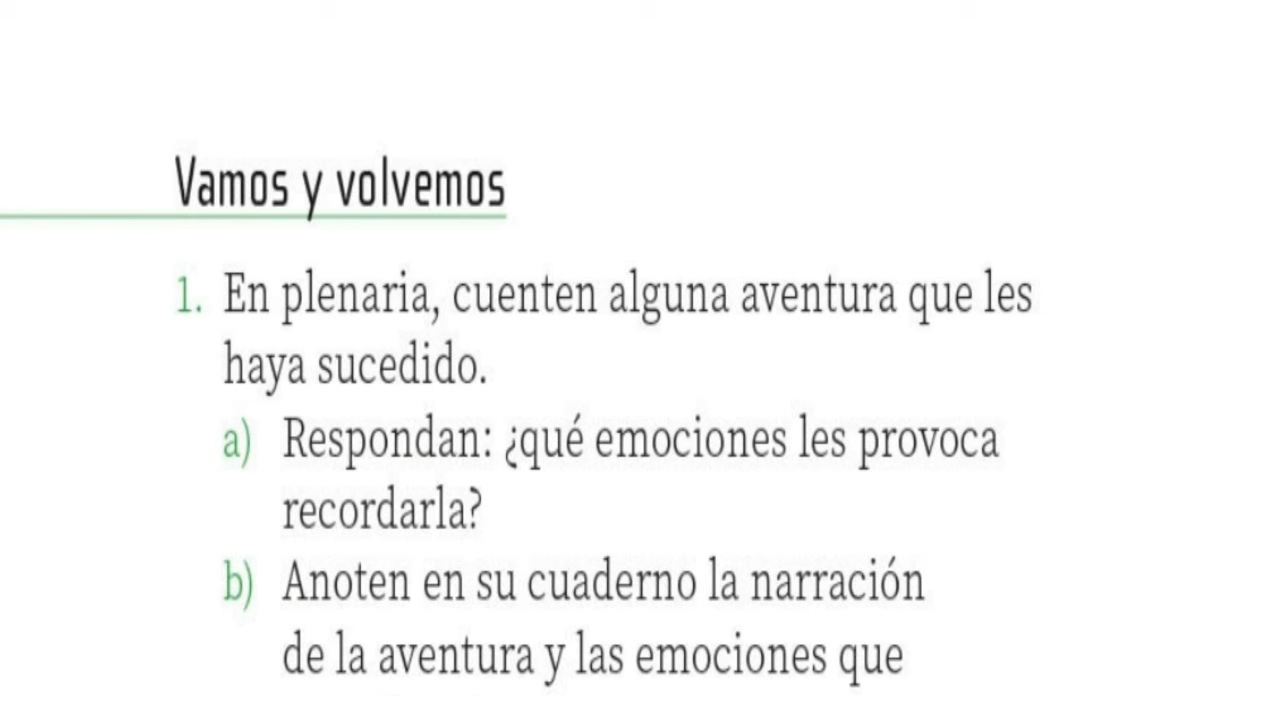 Vamos y volvemos
1. En plenaria, cuenten alguna aventura que les
haya sucedido.
a) Respondan: ¿qué emociones les provoca
recordarla?
b) Anoten en su cuaderno la narración
de la aventura y las emociones que